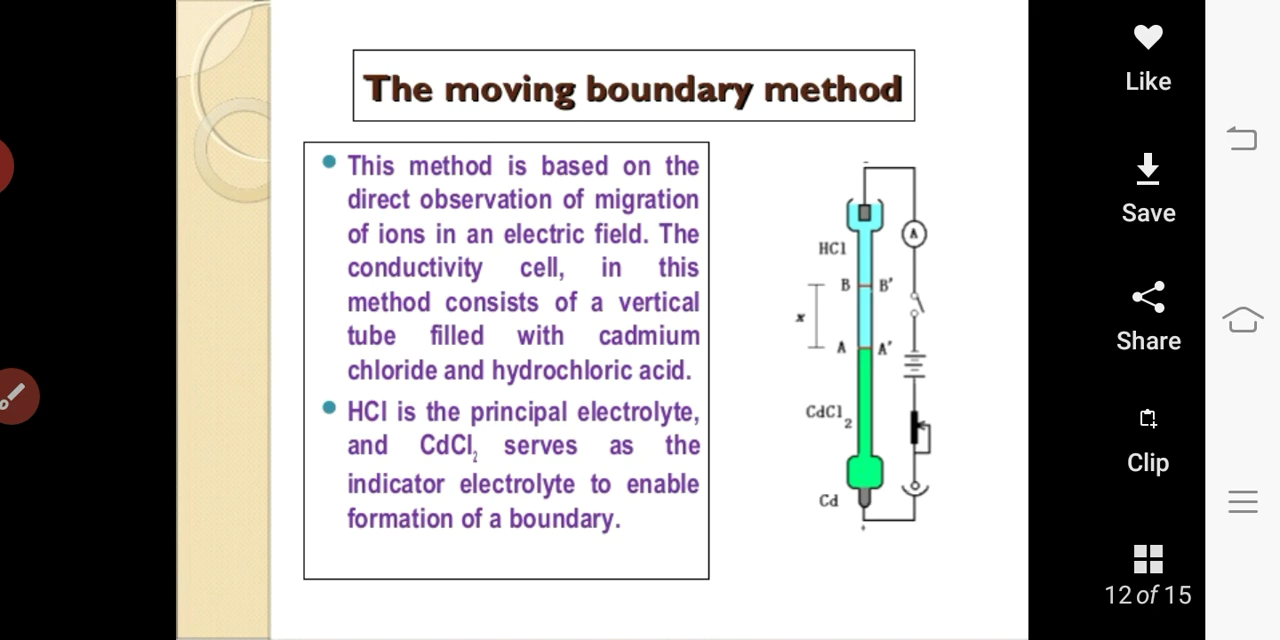 The moving boundary method
This method is based on the
direct observation of migration
of ions in an electric field. The
conductivity cell, in this
method consists of a vertical
tube filled with cadmium
chloride and hydrochloric acid.
HCl is the principal electrolyte,
and CdCl2 serves as the
indicator electrolyte to enable
formation of a boundary.
-
A
HCl
B B'
x
A A'
CdCl2
Cd
+
Like
Save
Share
Clip
12 of 15